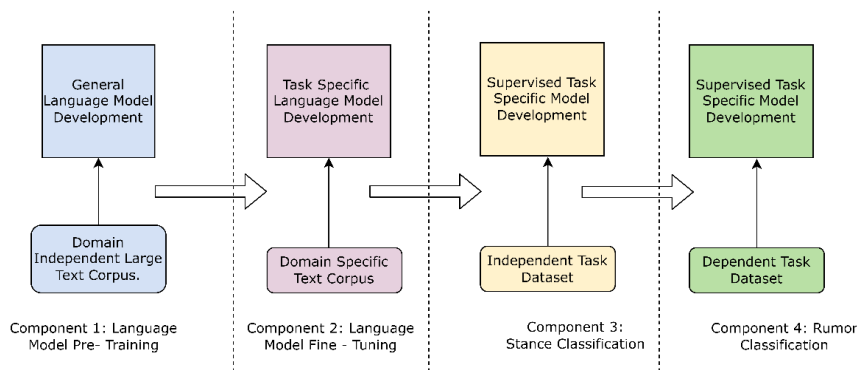 General
Language Model
Development
Task Specific
Language Model
Development
Supervised Task
Specific Model
Development
Supervised Task
Specific Model
Development
Domain
Independent Large
Text Corpus.
Domain Specific
Text Corpus
Independent Task
Dataset
Dependent Task
Dataset
Component 1: Language
Model Pre- Training
Component 2: Language
Model Fine - Tuning
Component 3:
Stance Classification
Component 4: Rumor
Classification